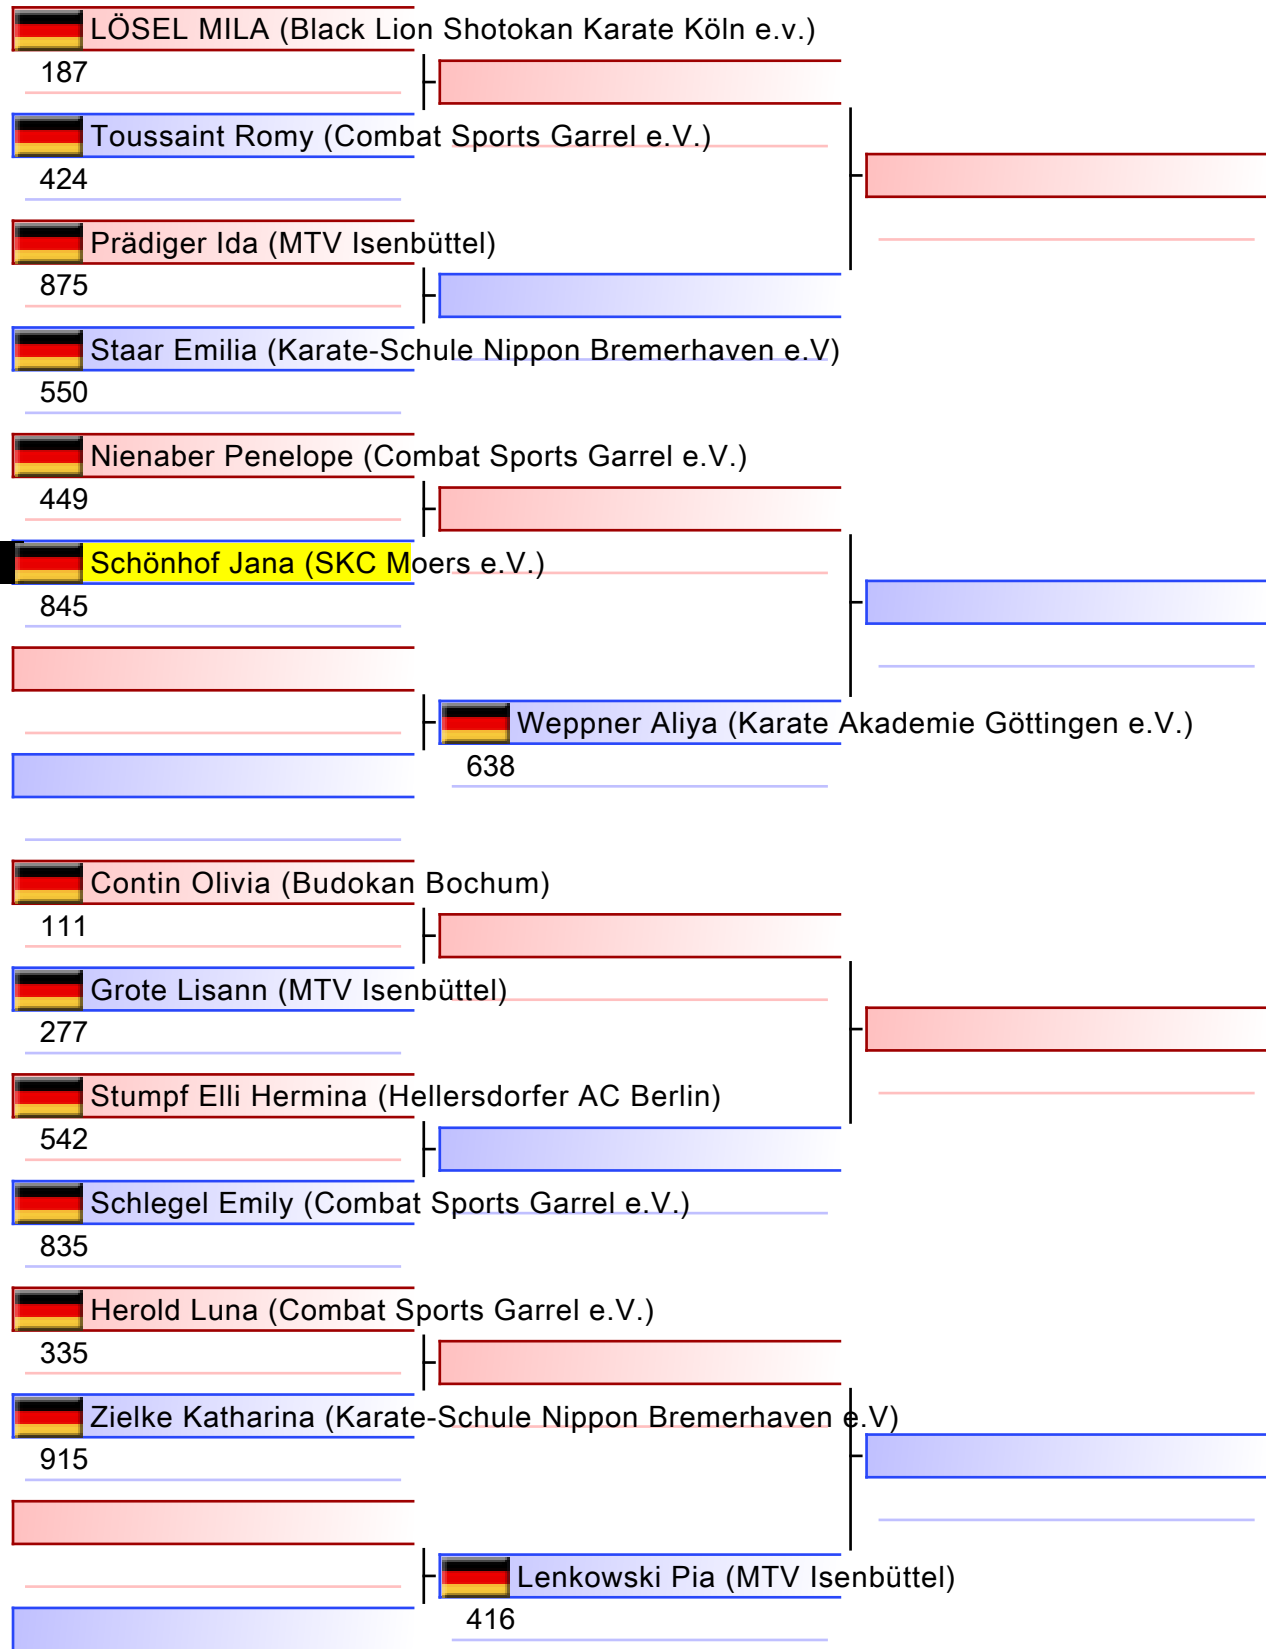 LÖSEL MILA (Black Lion Shotokan Karate Köln e.v.)
187
Toussaint Romy (Combat Sports Garrel e.V.)
424
Prädiger Ida (MTV Isenbüttel)
875
Staar Emilia (Karate-Schule Nippon Bremerhaven e.V)
550
Nienaber Penelope (Combat Sports Garrel e.V.)
449
Schönhof Jana (SKC Moers e.V.)
845
Weppner Aliya (Karate Akademie Göttingen e.V.)
638
Contin Olivia (Budokan Bochum)
111
Grote Lisann (MTV Isenbüttel)
277
Stumpf Elli Hermina (Hellersdorfer AC Berlin)
542
Schlegel Emily (Combat Sports Garrel e.V.)
835
Herold Luna (Combat Sports Garrel e.V.)
335
Zielke Katharina (Karate-Schule Nippon Bremerhaven e.V)
915
Lenkowski Pia (MTV Isenbüttel)
416